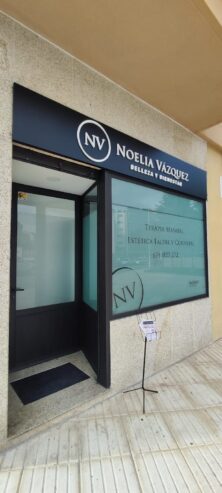 NV
NOELIA VÁZQUEZ
BELLEZA Y BIENESTAR
TERAPIA MANUAL
ESTÉTICA FACIAL Y CORPORAL
NV